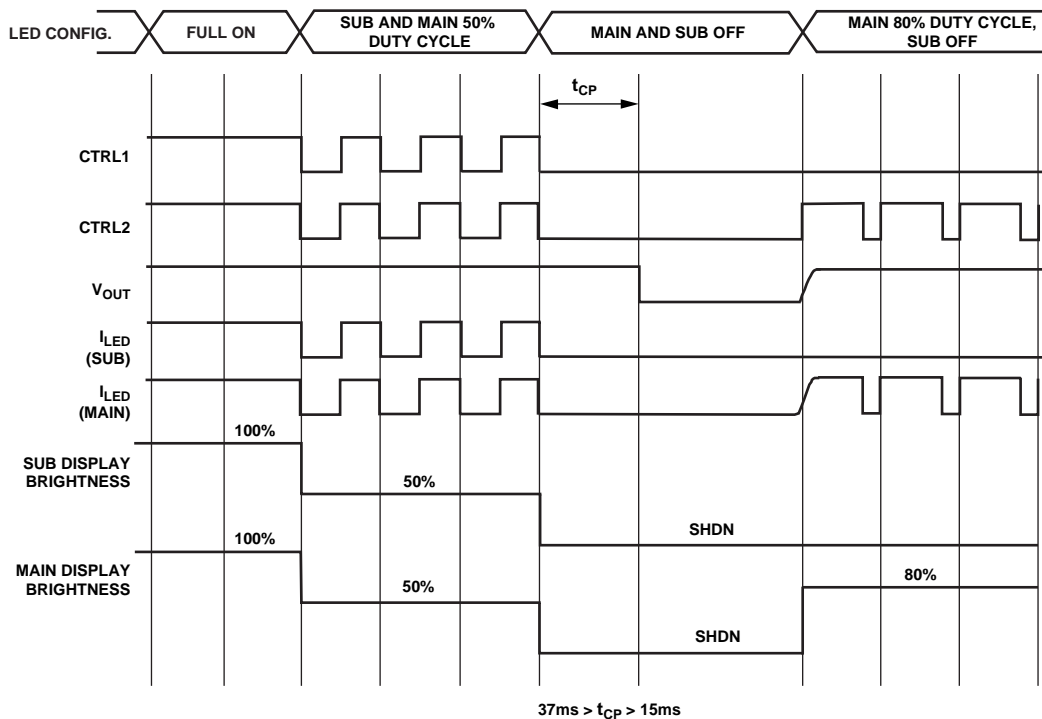 LED CONFIG.
FULL ON
SUB AND MAIN 50%
DUTY CYCLE
MAIN AND SUB OFF
MAIN 80% DUTY CYCLE,
SUB OFF
tCP
CTRL1
CTRL2
VOUT
ILED
(SUB)
ILED
(MAIN)
100%
SUB DISPLAY
BRIGHTNESS
50%
SHDN
100%
MAIN DISPLAY
BRIGHTNESS
50%
80%
SHDN
37ms > tCP > 15ms